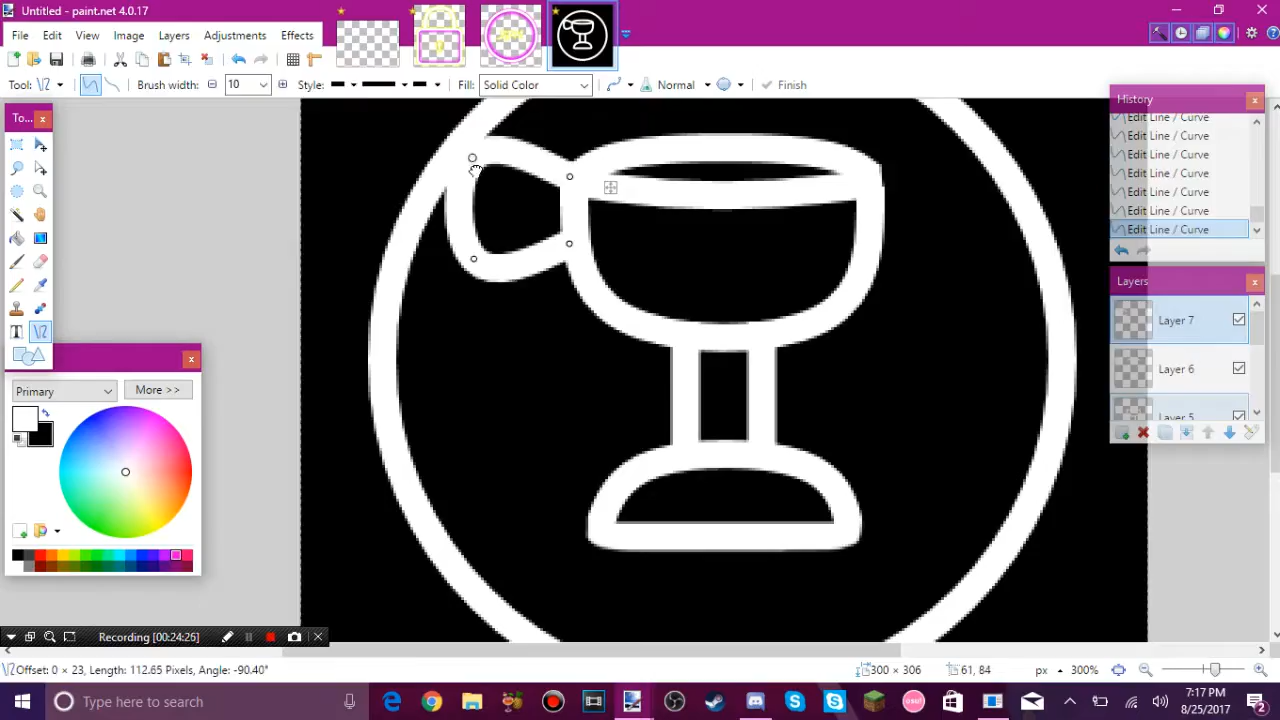 Untitled - paint.net 4.0.17
File Edit View Image Layers Adjustments Effects
Tool: Brush width: 10 Style: Fill: Solid Color Normal Finish
To...
History
Edit Line / Curve
Edit Line / Curve
Edit Line / Curve
Edit Line / Curve
Edit Line / Curve
Edit Line / Curve
Edit Line / Curve
Layers
Layer 7
Layer 6
Layer 5
Primary
More >>
Recording [00:24:25]
Offset: 0 × 23, Length: 112.65 Pixels, Angle: -90.40° 300 × 306 61, 84 px 300%
Type here to search
osu!
7:17 PM
8/25/2017
2